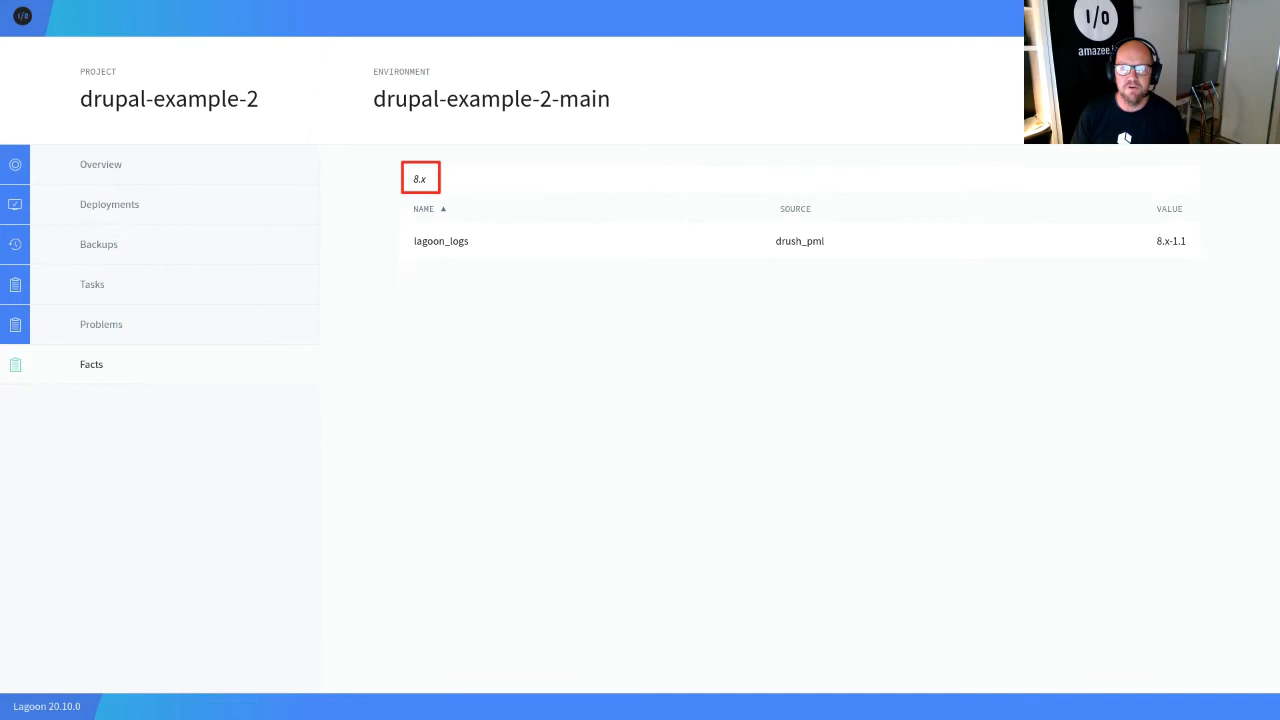 I/O
PROJECT
drupal-example-2
ENVIRONMENT
drupal-example-2-main
I/O
amazee.i
Overview
Deployments
Backups
Tasks
Problems
Facts
8.x
NAME ▲ SOURCE VALUE
lagoon_logs drush_pml 8.x-1.1
Lagoon 20.10.0